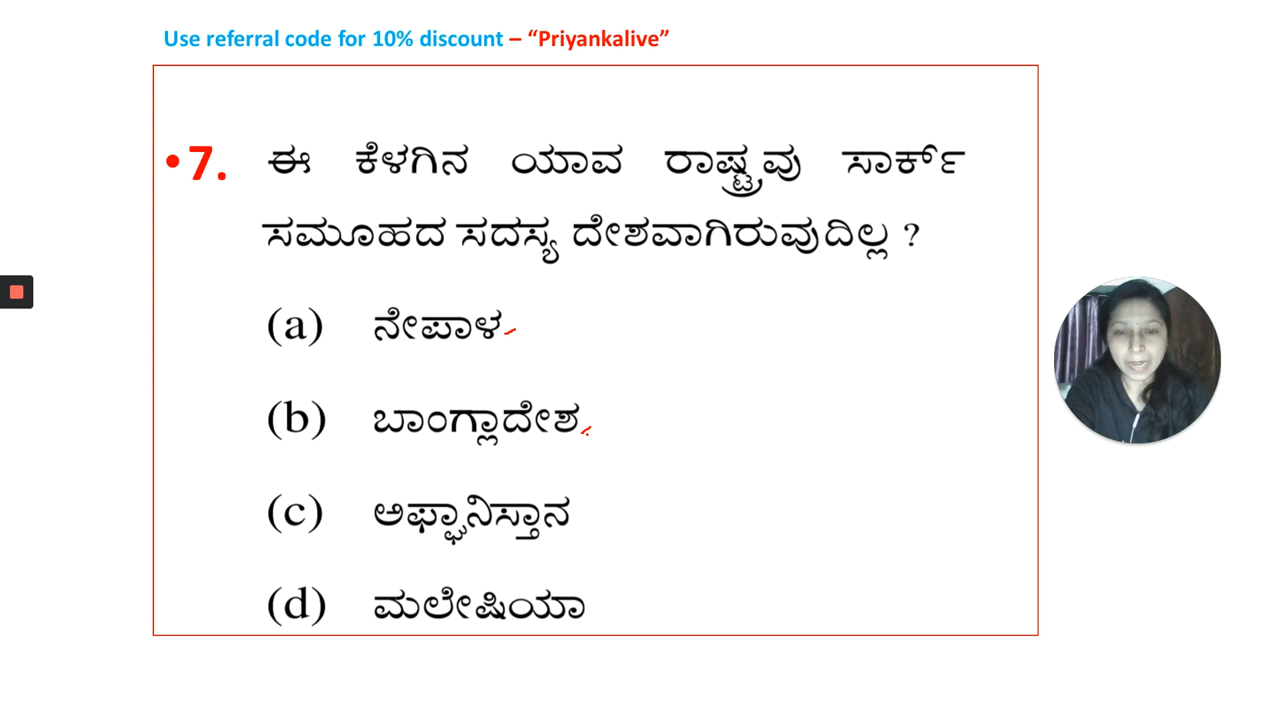 Use referral code for 10% discount – “Priyankalive”
•7. ಈ ಕೆಳಗಿನ ಯಾವ ರಾಷ್ಟ್ರವು ಸಾರ್ಕ್
ಸಮೂಹದ ಸದಸ್ಯ ದೇಶವಾಗಿರುವುದಿಲ್ಲ ?
(a) ನೇಪಾಳ
(b) ಬಾಂಗ್ಲಾದೇಶ
(c) ಅಫ್ಘಾನಿಸ್ತಾನ
(d) ಮಲೇಷಿಯಾ